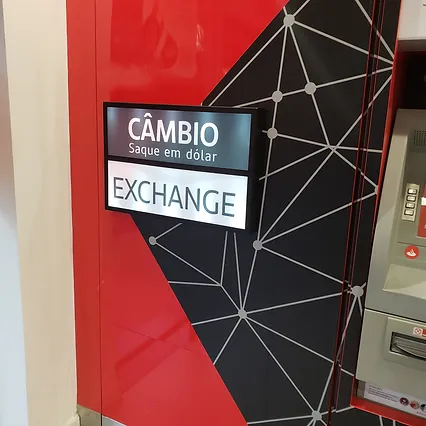 CÂMBIO
Saque em dólar
EXCHANGE